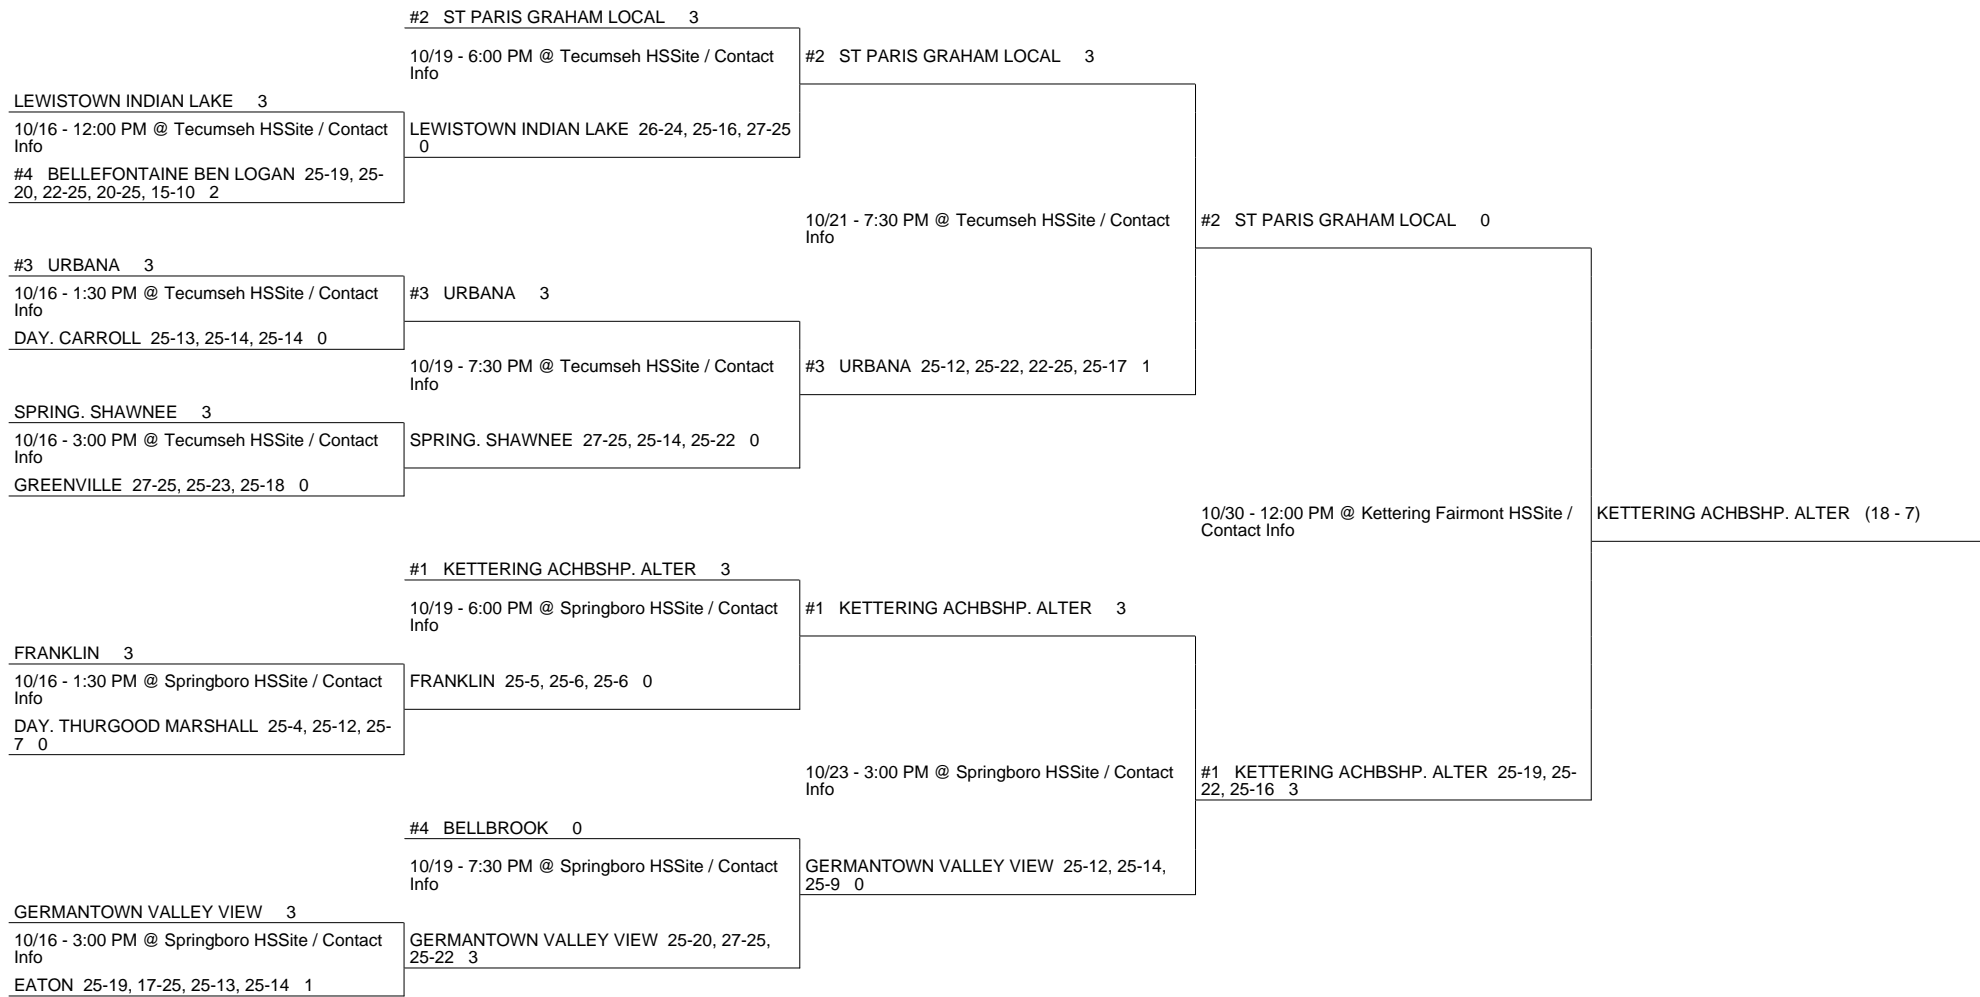 #2 ST PARIS GRAHAM LOCAL 3
10/19 - 6:00 PM @ Tecumseh HSSite / Contact
Info
LEWISTOWN INDIAN LAKE 26-24, 25-16, 27-25
0
LEWISTOWN INDIAN LAKE 3
10/16 - 12:00 PM @ Tecumseh HSSite / Contact
Info
#4 BELLEFONTAINE BEN LOGAN 25-19, 25-
20, 22-25, 20-25, 15-10 2
#3 URBANA 3
10/16 - 1:30 PM @ Tecumseh HSSite / Contact
Info
DAY. CARROLL 25-13, 25-14, 25-14 0
SPRING. SHAWNEE 3
10/16 - 3:00 PM @ Tecumseh HSSite / Contact
Info
GREENVILLE 27-25, 25-23, 25-18 0
#3 URBANA 3
10/19 - 7:30 PM @ Tecumseh HSSite / Contact
Info
SPRING. SHAWNEE 27-25, 25-14, 25-22 0
#2 ST PARIS GRAHAM LOCAL 3
10/21 - 7:30 PM @ Tecumseh HSSite / Contact
Info
#3 URBANA 25-12, 25-22, 22-25, 25-17 1
#1 KETTERING ACHBSHP. ALTER 3
10/19 - 6:00 PM @ Springboro HSSite / Contact
Info
FRANKLIN 25-5, 25-6, 25-6 0
FRANKLIN 3
10/16 - 1:30 PM @ Springboro HSSite / Contact
Info
DAY. THURGOOD MARSHALL 25-4, 25-12, 25-
7 0
#4 BELLBROOK 0
10/19 - 7:30 PM @ Springboro HSSite / Contact
Info
GERMANTOWN VALLEY VIEW 25-20, 27-25,
25-22 3
GERMANTOWN VALLEY VIEW 3
10/16 - 3:00 PM @ Springboro HSSite / Contact
Info
EATON 25-19, 17-25, 25-13, 25-14 1
#1 KETTERING ACHBSHP. ALTER 3
10/23 - 3:00 PM @ Springboro HSSite / Contact
Info
GERMANTOWN VALLEY VIEW 25-12, 25-14,
25-9 0
#2 ST PARIS GRAHAM LOCAL 0
10/30 - 12:00 PM @ Kettering Fairmont HSSite /
Contact Info
#1 KETTERING ACHBSHP. ALTER 25-19, 25-
22, 25-16 3
KETTERING ACHBSHP. ALTER (18 - 7)